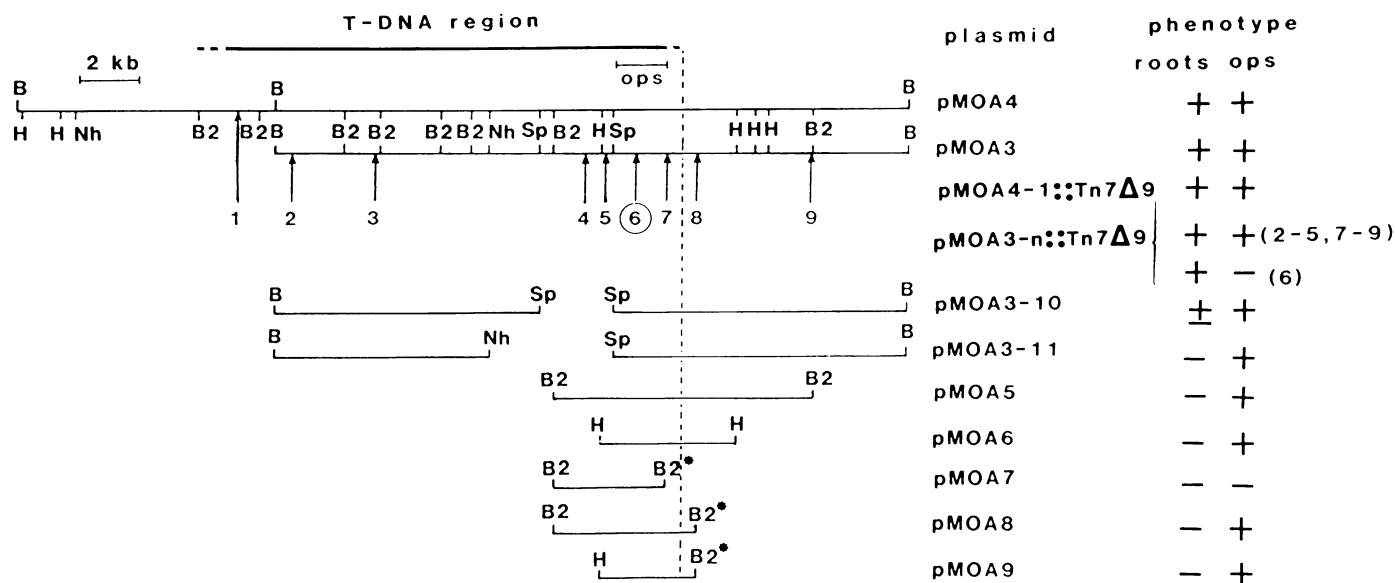 T-DNA region
plasmid phenotype
roots ops
2 kb
ops
B B B pMOA4 + +
H H Nh B2 B2 B B2 B2 B2 B2 Nh Sp B2 H Sp H H H B2 B pMOA3 + +
pMOA4-1::Tn7Δ9 + +
1 2 3 4 5 6 7 8 9
pMOA3-n::Tn7Δ9 + + (2-5,7-9)
+ − (6)
B Sp Sp B pMOA3-10 ± +
B Nh Sp B pMOA3-11 − +
B2 B2 pMOA5 − +
H H pMOA6 − +
B2 B2* pMOA7 − −
B2 B2* pMOA8 − +
H B2* pMOA9 − +